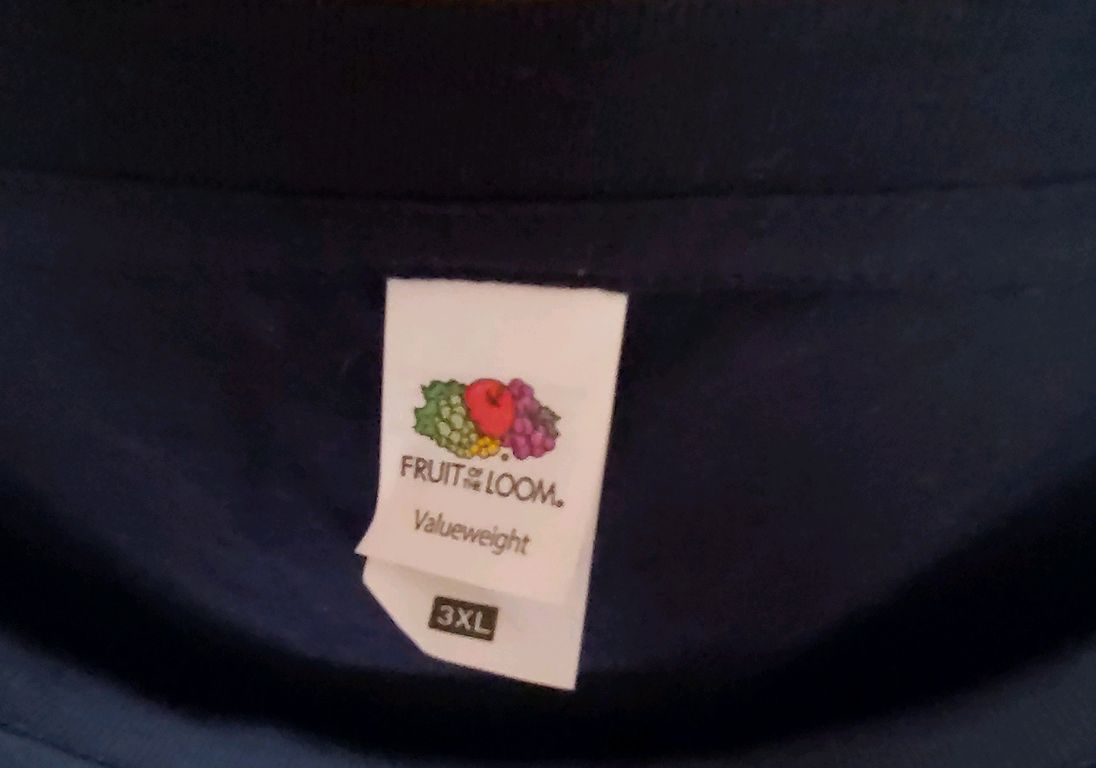 FRUIT OF THE LOOM.
Valueweight
3XL